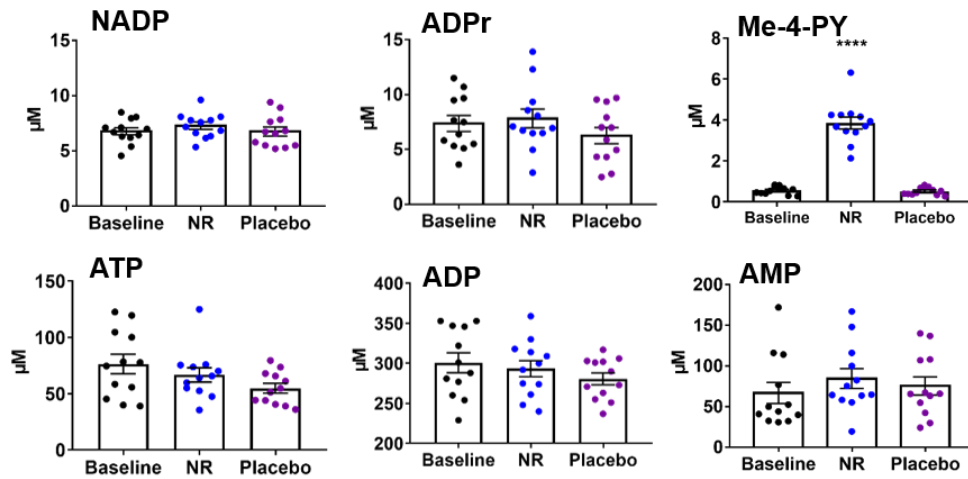 NADP
15
10
5
0
µM
Baseline NR Placebo
ADPr
15
10
5
0
µM
Baseline NR Placebo
Me-4-PY
****
8
6
4
2
0
µM
Baseline NR Placebo
ATP
150
100
50
0
µM
Baseline NR Placebo
ADP
400
350
300
250
200
µM
Baseline NR Placebo
AMP
200
150
100
50
0
µM
Baseline NR Placebo